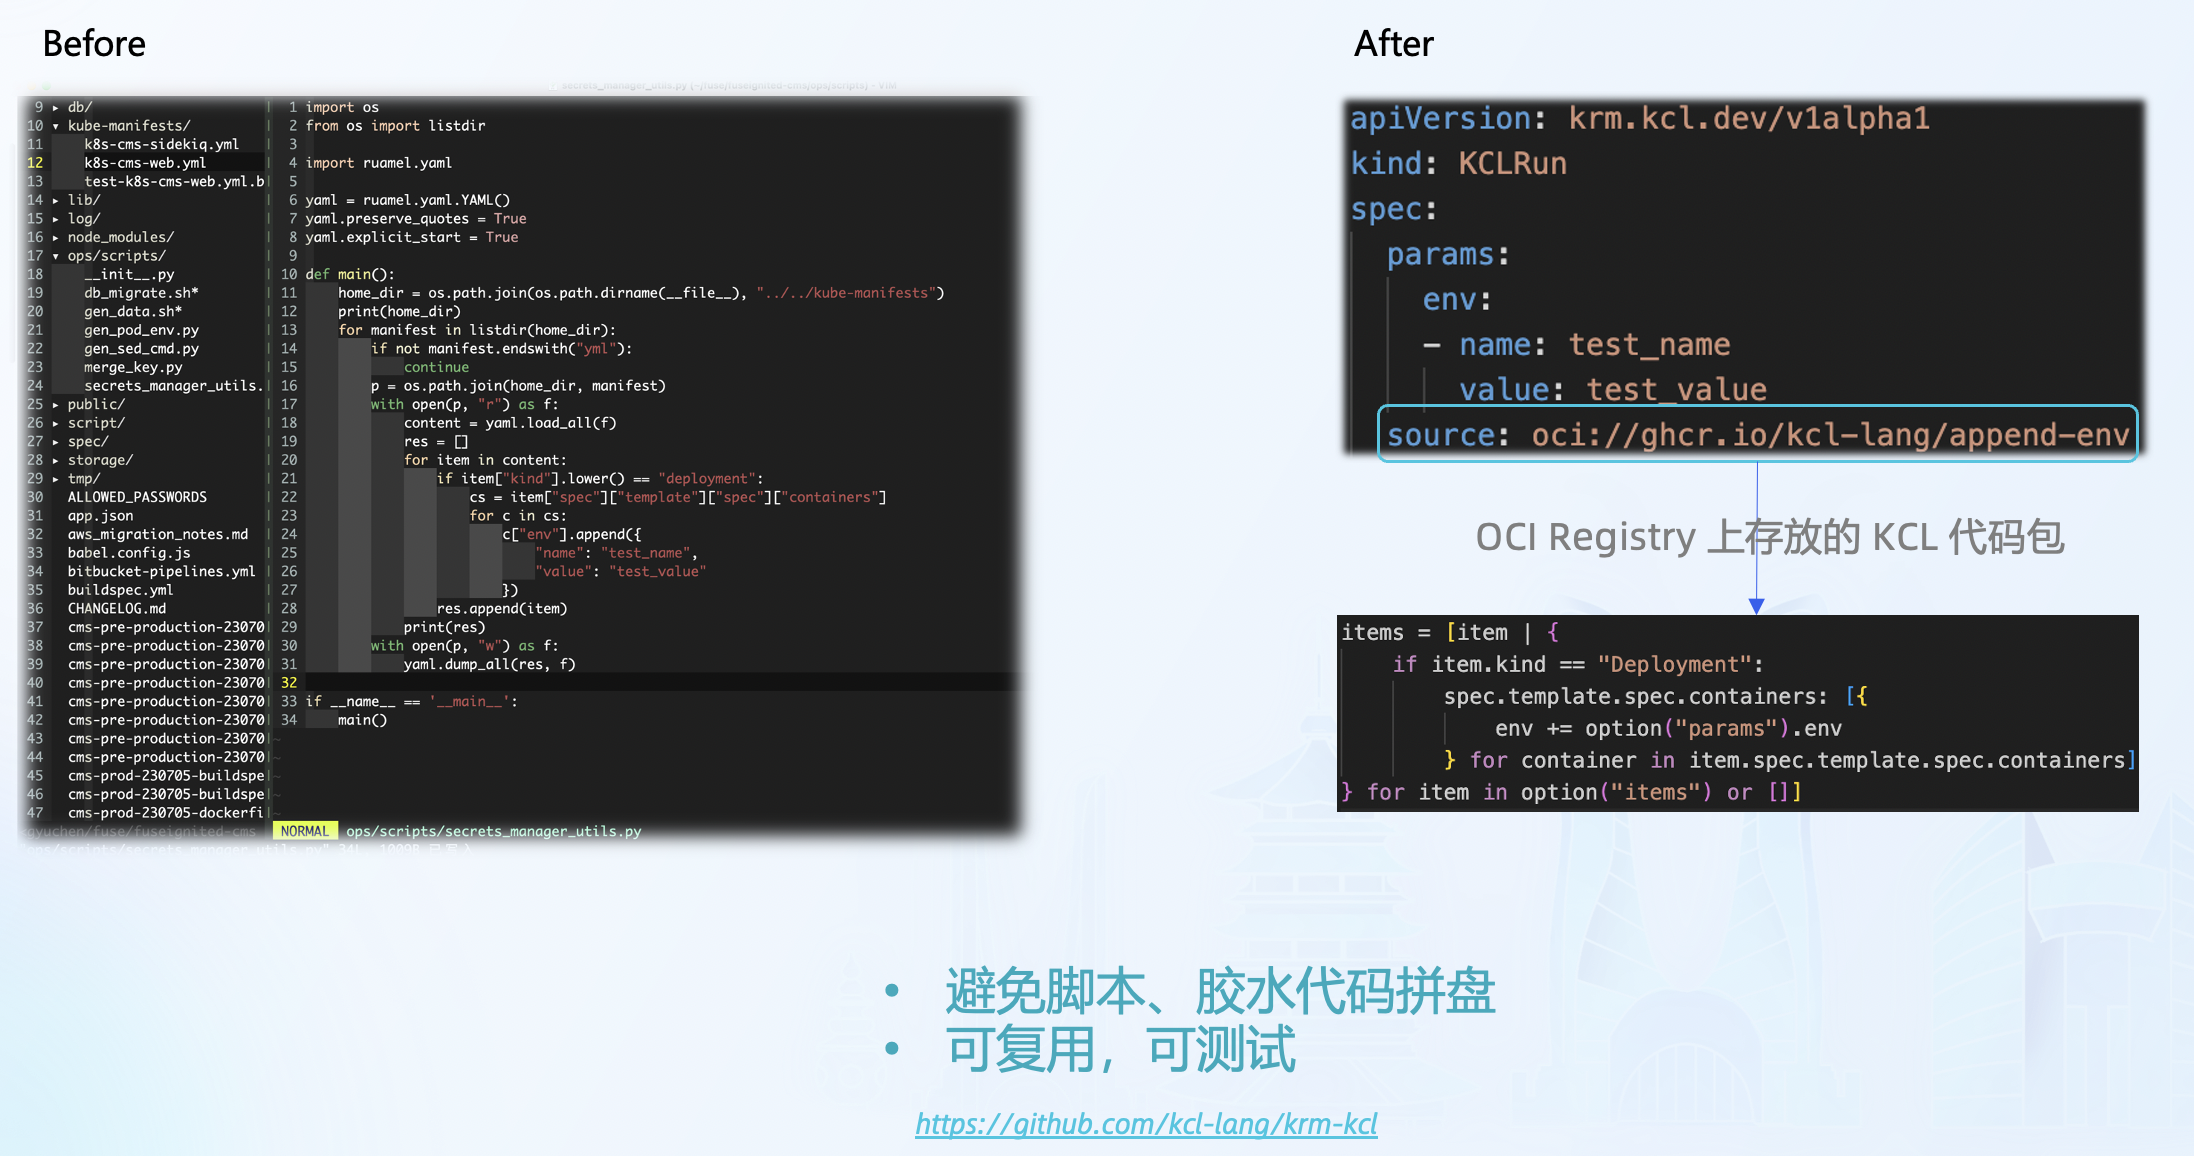 Before
After
secrets_manager_utils.py (~/fuse/fuseignited-cms/ops/scripts) - VIM
9 ▸ db/
10 ▾ kube-manifests/
11 k8s-cms-sidekiq.yml
12 k8s-cms-web.yml
13 test-k8s-cms-web.yml.b
14 ▸ lib/
15 ▸ log/
16 ▸ node_modules/
17 ▾ ops/scripts/
18 __init__.py
19 db_migrate.sh*
20 gen_data.sh*
21 gen_pod_env.py
22 gen_sed_cmd.py
23 merge_key.py
24 secrets_manager_utils.
25 ▸ public/
26 ▸ script/
27 ▸ spec/
28 ▸ storage/
29 ▸ tmp/
30 ALLOWED_PASSWORDS
31 app.json
32 aws_migration_notes.md
33 babel.config.js
34 bitbucket-pipelines.yml
35 buildspec.yml
36 CHANGELOG.md
37 cms-pre-production-23070
38 cms-pre-production-23070
39 cms-pre-production-23070
40 cms-pre-production-23070
41 cms-pre-production-23070
42 cms-pre-production-23070
43 cms-pre-production-23070
44 cms-pre-production-23070
45 cms-prod-230705-buildspe
46 cms-prod-230705-buildspe
47 cms-prod-230705-dockerfi
1 import os
2 from os import listdir
3
4 import ruamel.yaml
5
6 yaml = ruamel.yaml.YAML()
7 yaml.preserve_quotes = True
8 yaml.explicit_start = True
9
10 def main():
11 home_dir = os.path.join(os.path.dirname(__file__), "../../kube-manifests")
12 print(home_dir)
13 for manifest in listdir(home_dir):
14 if not manifest.endswith("yml"):
15 continue
16 p = os.path.join(home_dir, manifest)
17 with open(p, "r") as f:
18 content = yaml.load_all(f)
19 res = []
20 for item in content:
21 if item["kind"].lower() == "deployment":
22 cs = item["spec"]["template"]["spec"]["containers"]
23 for c in cs:
24 c["env"].append({
25 "name": "test_name",
26 "value": "test_value"
27 })
28 res.append(item)
29 print(res)
30 with open(p, "w") as f:
31 yaml.dump_all(res, f)
32
33 if __name__ == '__main__':
34 main()
gyuchen/fuse/fuseignited-cms NORMAL ops/scripts/secrets_manager_utils.py
apiVersion: krm.kcl.dev/v1alpha1
kind: KCLRun
spec:
params:
env:
- name: test_name
value: test_value
source: oci://ghcr.io/kcl-lang/append-env
OCI Registry 上存放的 KCL 代码包
items = [item | {
if item.kind == "Deployment":
spec.template.spec.containers: [{
env += option("params").env
} for container in item.spec.template.spec.containers]
} for item in option("items") or []]
• 避免脚本、胶水代码拼盘
• 可复用，可测试
https://github.com/kcl-lang/krm-kcl